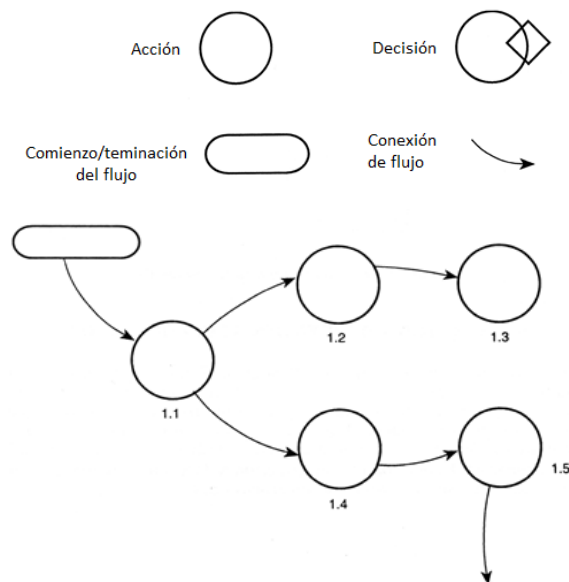 Acción
Decisión
Comienzo/teminación
del flujo
Conexión
de flujo
1.2
1.3
1.1
1.4
1.5